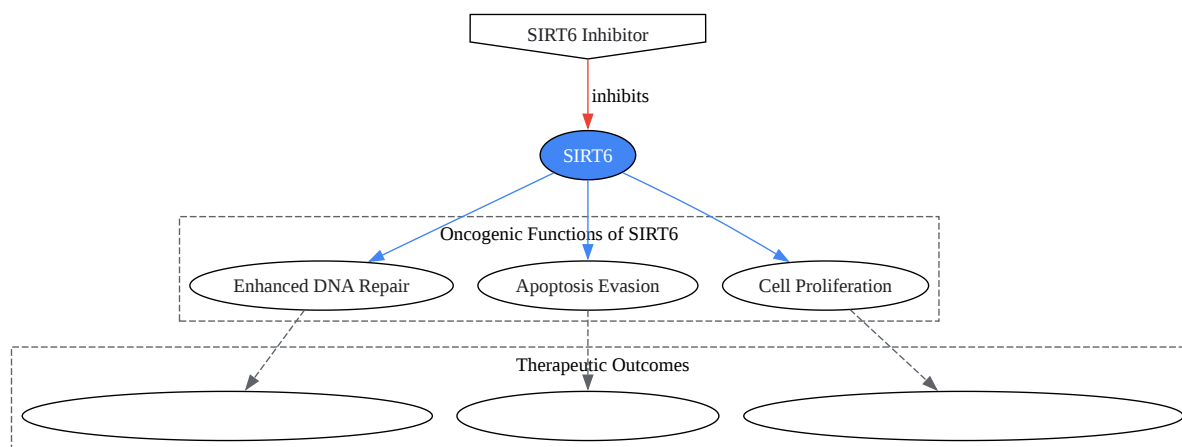 SIRT6 Inhibitor
inhibits
SIRT6
Oncogenic Functions of SIRT6
Enhanced DNA Repair
Apoptosis Evasion
Cell Proliferation
Therapeutic Outcomes